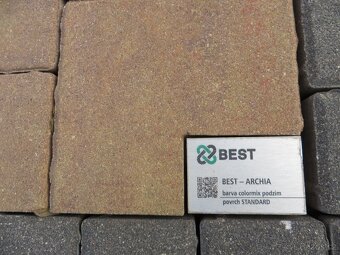 BEST
BEST – ARCHIA
barva colormix podzim
povrch STANDARD